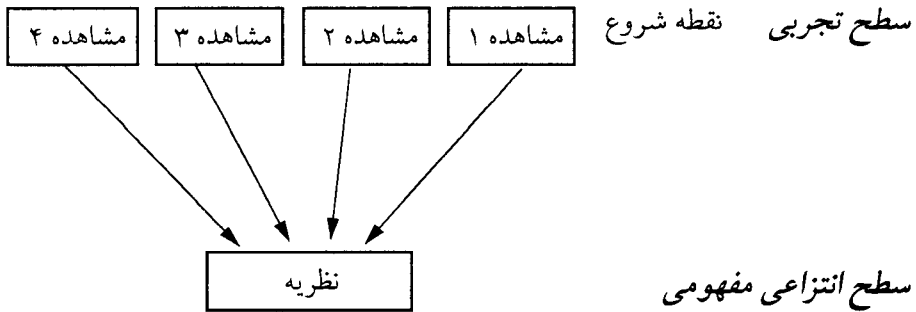 سطح تجربی نقطه شروع مشاهده ۱ مشاهده ۲ مشاهده ۳ مشاهده ۴
سطح انتزاعی مفهومی نظریه